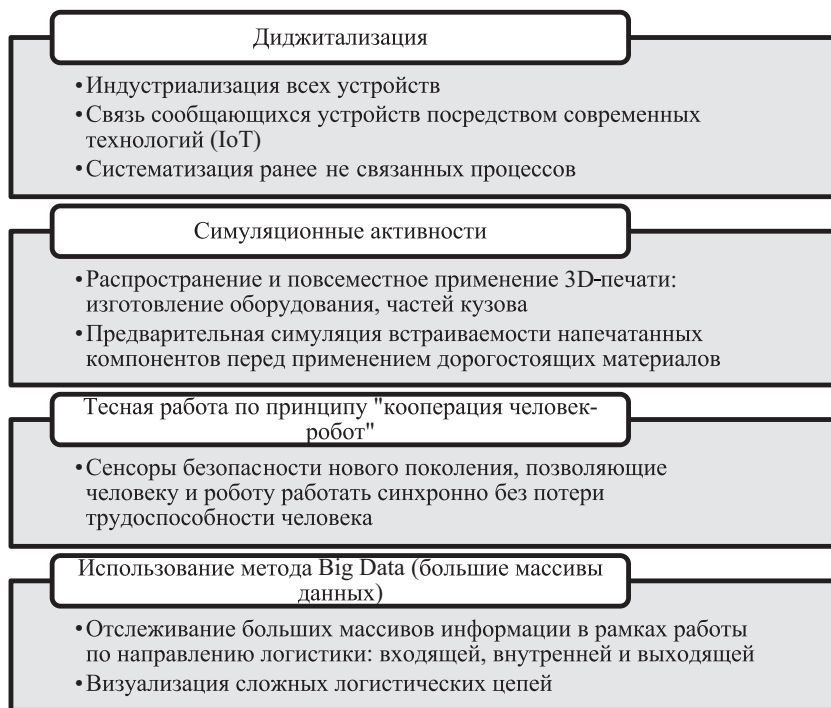 Диджитализация
•Индустриализация всех устройств
•Связь сообщающихся устройств посредством современных
технологий (IoT)
•Систематизация ранее не связанных процессов
Симуляционные активности
•Распространение и повсеместное применение 3D-печати:
изготовление оборудования, частей кузова
•Предварительная симуляция встраиваемости напечатанных
компонентов перед применением дорогостоящих материалов
Тесная работа по принципу "кооперация человек-
робот"
•Сенсоры безопасности нового поколения, позволяющие
человеку и роботу работать синхронно без потери
трудоспособности человека
Использование метода Big Data (большие массивы
данных)
•Отслеживание больших массивов информации в рамках работы
по направлению логистики: входящей, внутренней и выходящей
•Визуализация сложных логистических цепей